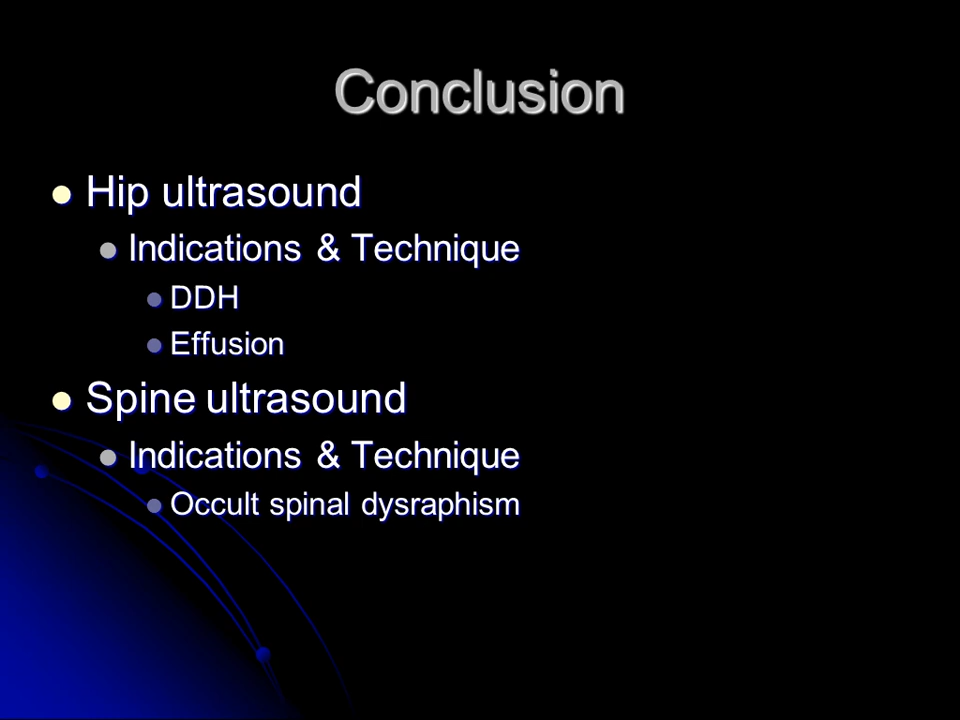 Conclusion
Hip ultrasound
Indications & Technique
DDH
Effusion
Spine ultrasound
Indications & Technique
Occult spinal dysraphism